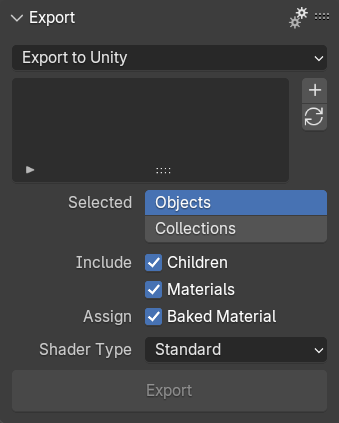 Export
Export to Unity
Selected Objects
Collections
Include Children
Materials
Assign Baked Material
Shader Type Standard
Export